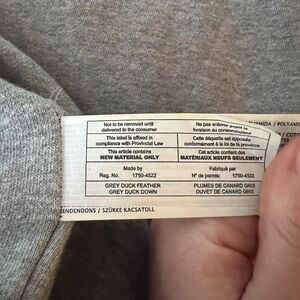 Not to be removed until
delivered to the consumer
Ne pas enlever avant la
livraison au consommateur
This label is affixed in
compliance with Provincial Law
Cette étiquette est apposée
conformément à loi de la province
This article contains
NEW MATERIAL ONLY
Cet article contient des
MATÉRIAUX NEUFS SEULEMENT
Made by
Reg. No. 1750-4522
Fabriqué par
N° de permis: 1750-4522
GREY DUCK FEATHER
GREY DUCK DOWN
PLUMES DE CANARD GRIS
DUVET DE CANARD GRIS
/ SZÜRKE KACSATOLL